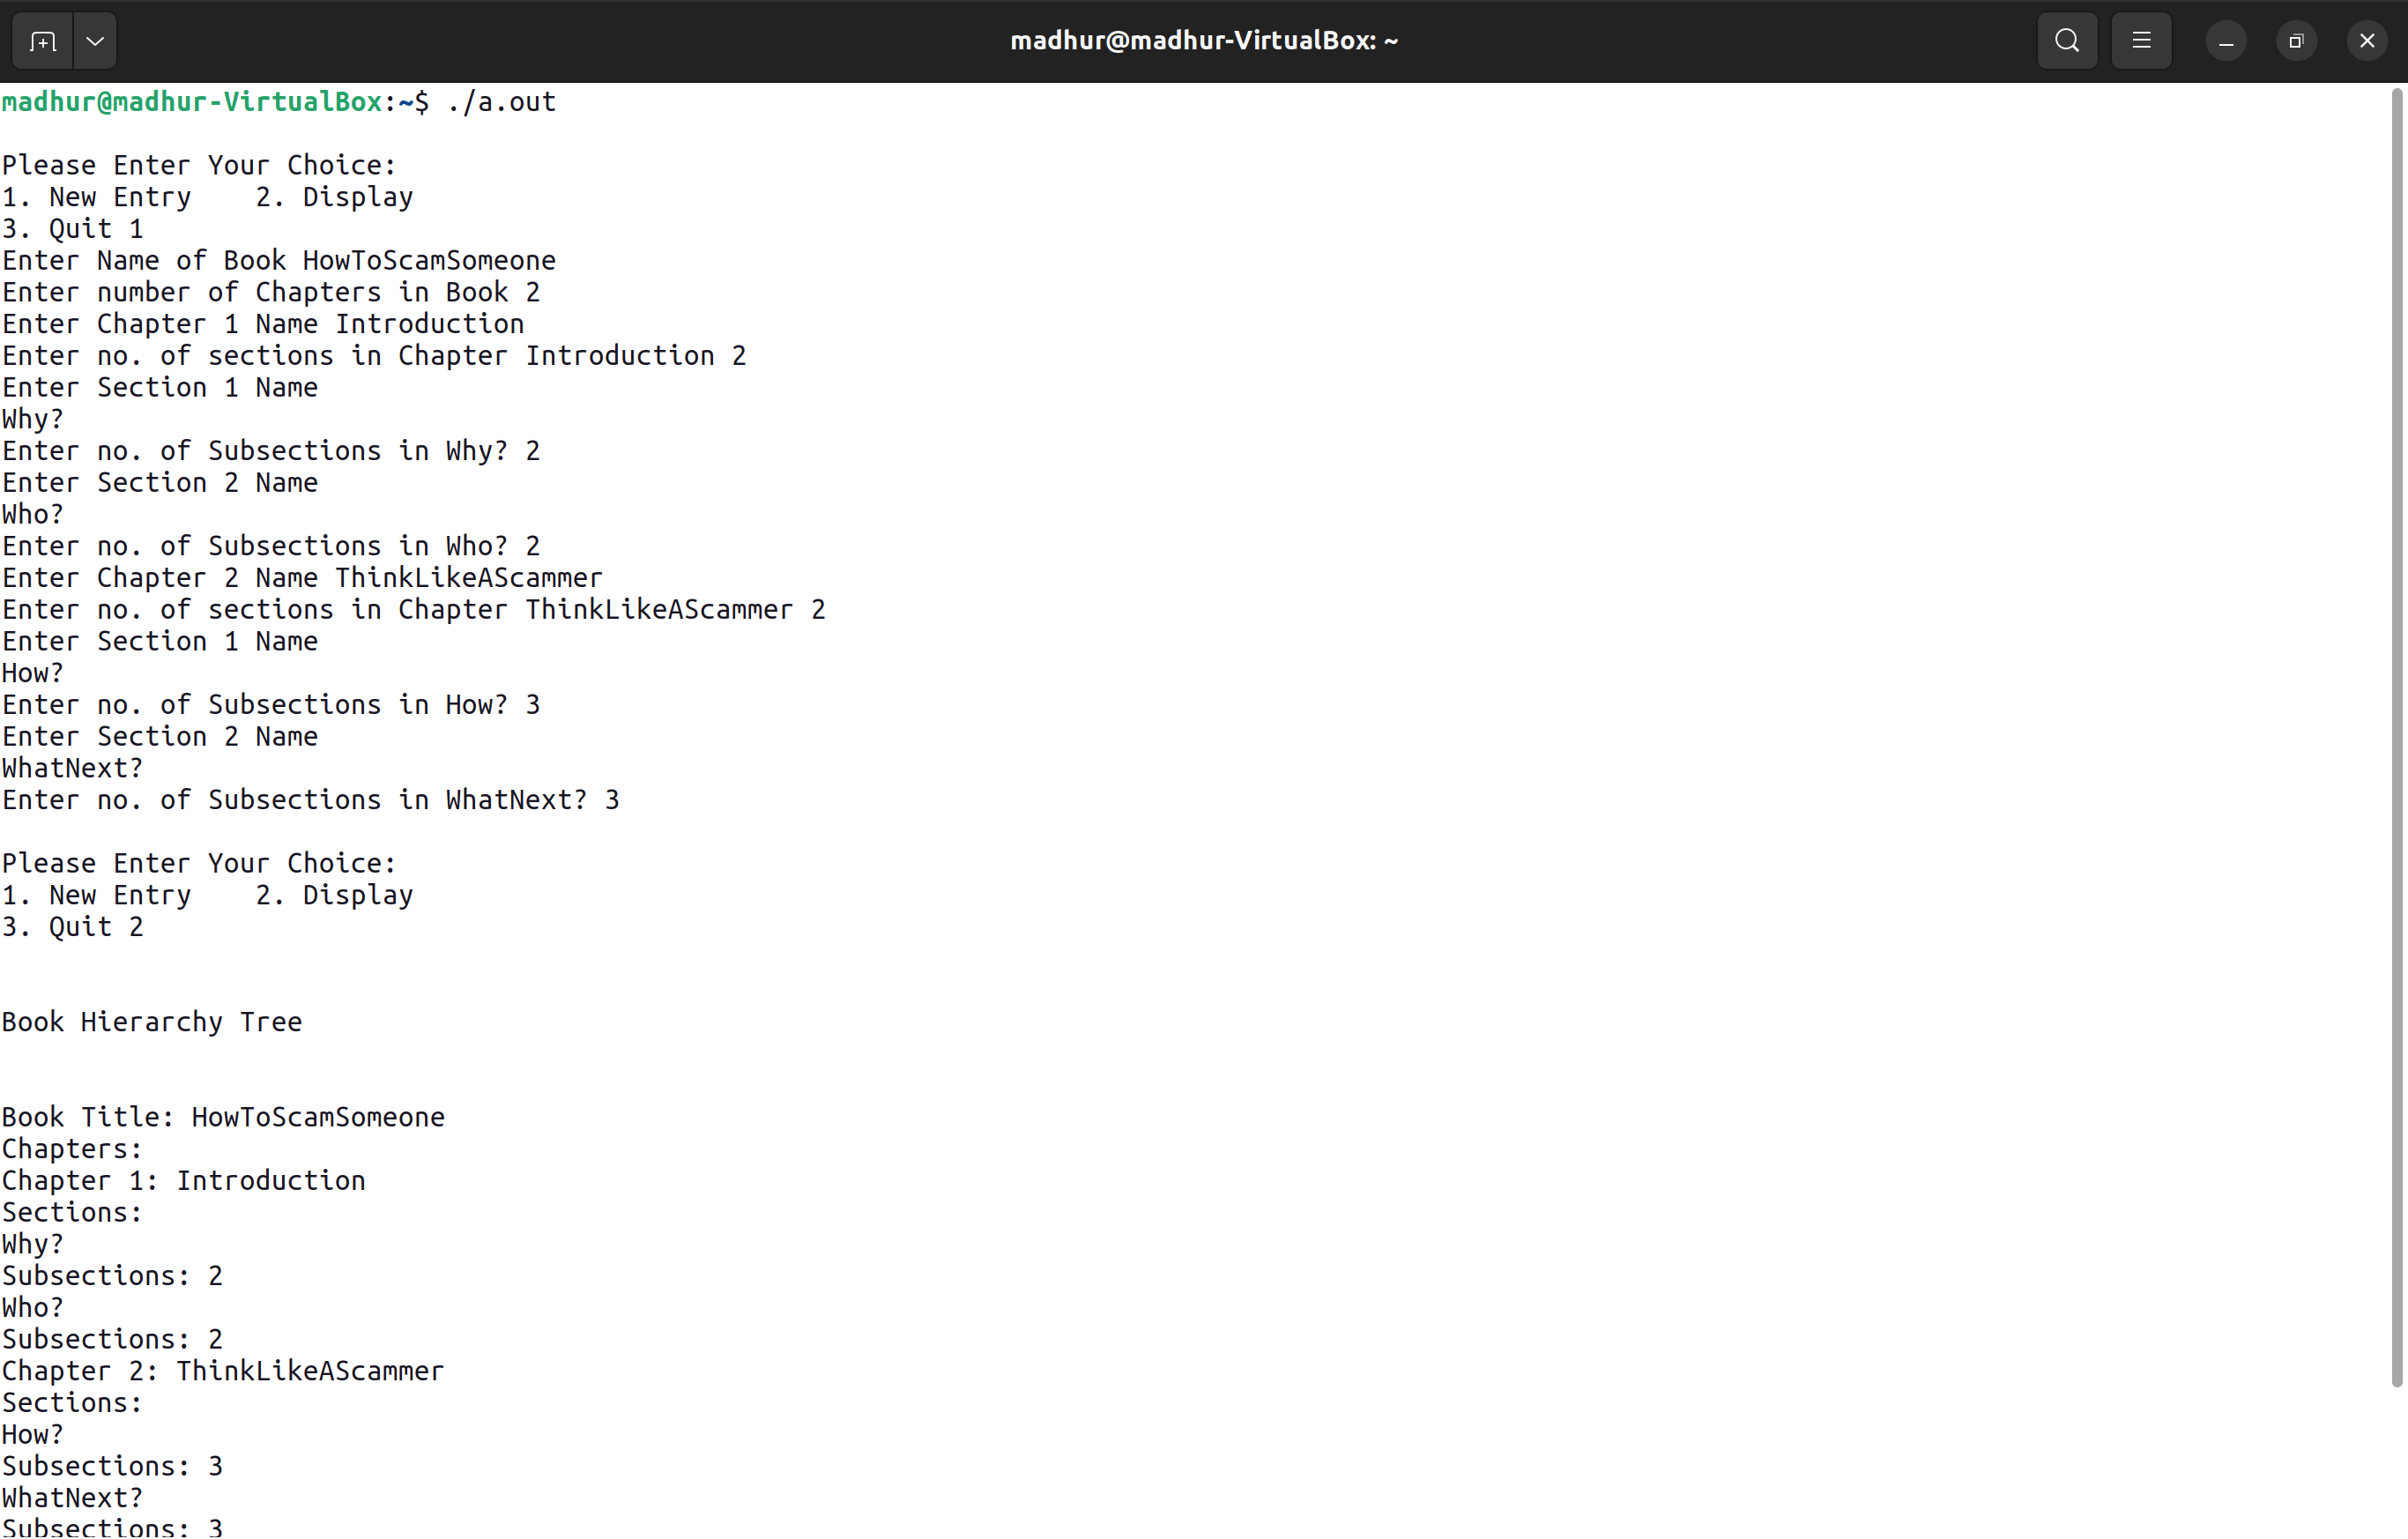 madhur@madhur-VirtualBox: ~
madhur@madhur-VirtualBox:~$ ./a.out
Please Enter Your Choice:
1. New Entry    2. Display
3. Quit 1
Enter Name of Book HowToScamSomeone
Enter number of Chapters in Book 2
Enter Chapter 1 Name Introduction
Enter no. of sections in Chapter Introduction 2
Enter Section 1 Name
Why?
Enter no. of Subsections in Why? 2
Enter Section 2 Name
Who?
Enter no. of Subsections in Who? 2
Enter Chapter 2 Name ThinkLikeAScammer
Enter no. of sections in Chapter ThinkLikeAScammer 2
Enter Section 1 Name
How?
Enter no. of Subsections in How? 3
Enter Section 2 Name
WhatNext?
Enter no. of Subsections in WhatNext? 3
Please Enter Your Choice:
1. New Entry    2. Display
3. Quit 2
Book Hierarchy Tree
Book Title: HowToScamSomeone
Chapters:
Chapter 1: Introduction
Sections:
Why?
Subsections: 2
Who?
Subsections: 2
Chapter 2: ThinkLikeAScammer
Sections:
How?
Subsections: 3
WhatNext?
Subsections: 3